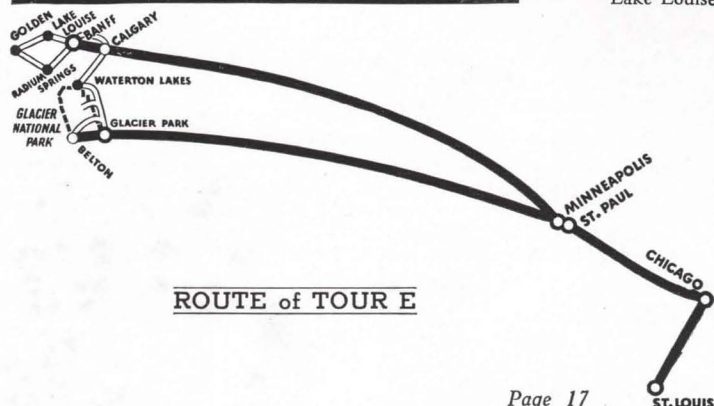 Lake Louise
GOLDEN
LAKE
LOUISE
BANFF
CALGARY
RADIUM
SPRINGS
WATERTON LAKES
GLACIER
NATIONAL
PARK
GLACIER PARK
BELTON
MINNEAPOLIS
ST. PAUL
CHICAGO
ROUTE of TOUR E
Page 17
ST. LOUIS